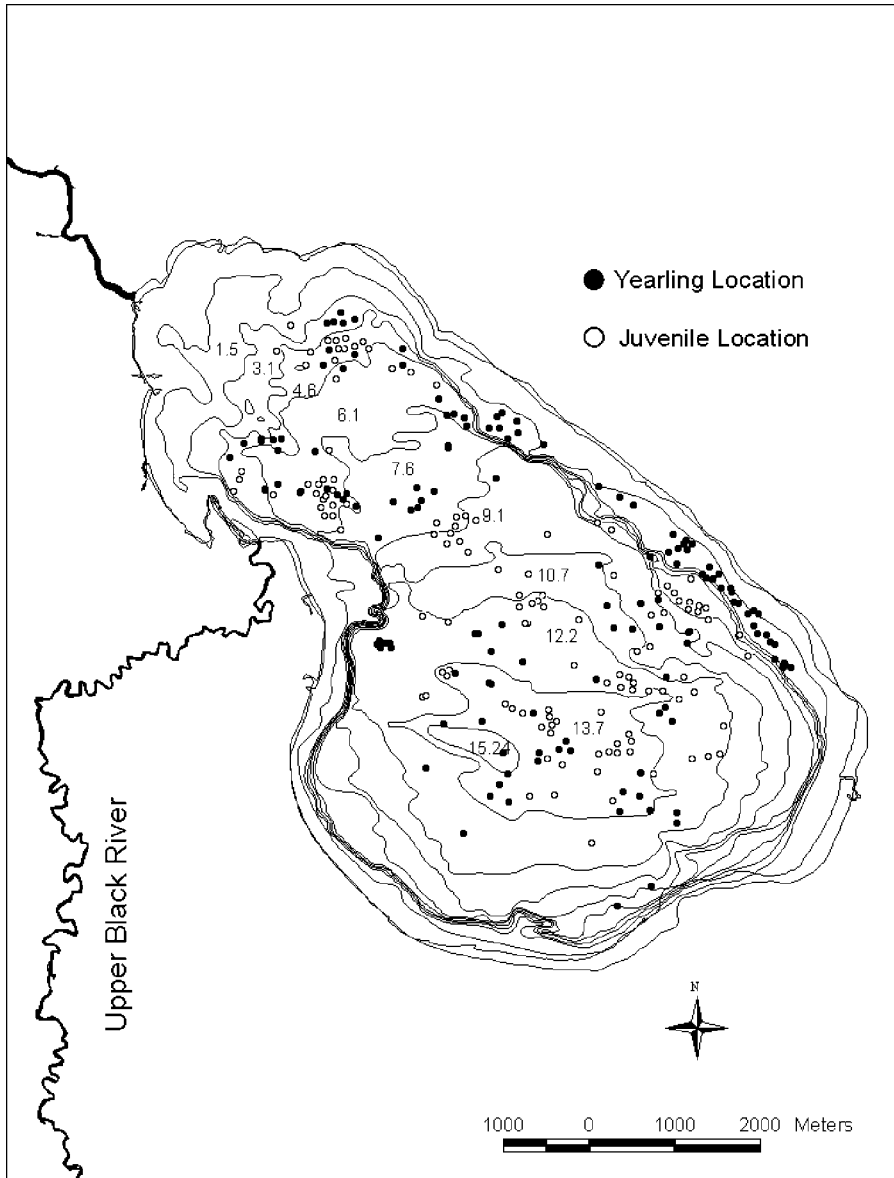 Yearling Location
Juvenile Location
1.5
3.1
4.6
6.1
7.6
9.1
10.7
12.2
13.7
15.24
Upper Black River
N
1000 0 1000 2000 Meters